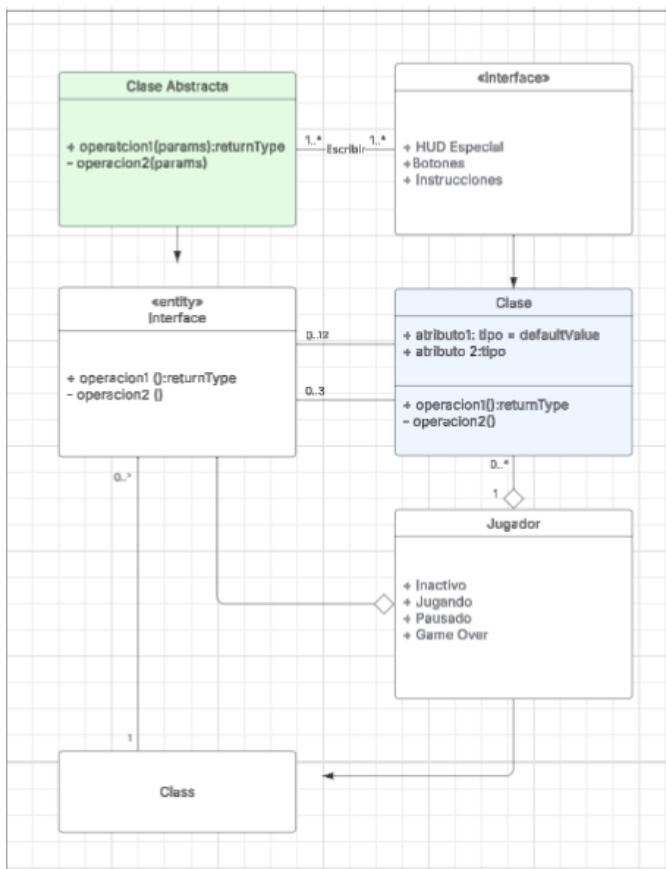 Clase Abstracta
+ operatcion1(params):returnType
- operacion2(params)
1..*
Escribir
1..*
«Interface»
+ HUD Especial
+Botones
+ Instrucciones
«entity»
Interface
+ operacion1 ():returnType
- operacion2 ()
0..12
0..3
Clase
+ atributo1: tipo = defaultValue
+ atributo 2:tipo
+ operacion1():returnType
- operacion2()
0..*
1
0..*
Jugador
+ Inactivo
+ Jugando
+ Pausado
+ Game Over
1
Class